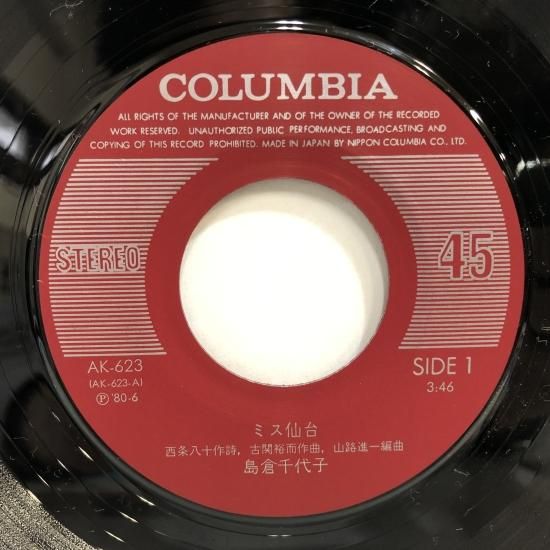 COLUMBIA
ALL RIGHTS OF THE MANUFACTURER AND OF THE OWNER OF THE RECORDED
WORK RESERVED. UNAUTHORIZED PUBLIC PERFORMANCE, BROADCASTING AND
COPYING OF THIS RECORD PROHIBITED. MADE IN JAPAN BY NIPPON COLUMBIA CO., LTD.
STEREO
45
AK-623
(AK-623-A)
Ⓟ '80-6
SIDE 1
3:46
ミス仙台
西条八十作詩, 古関裕而作曲, 山路進一編曲
島倉千代子